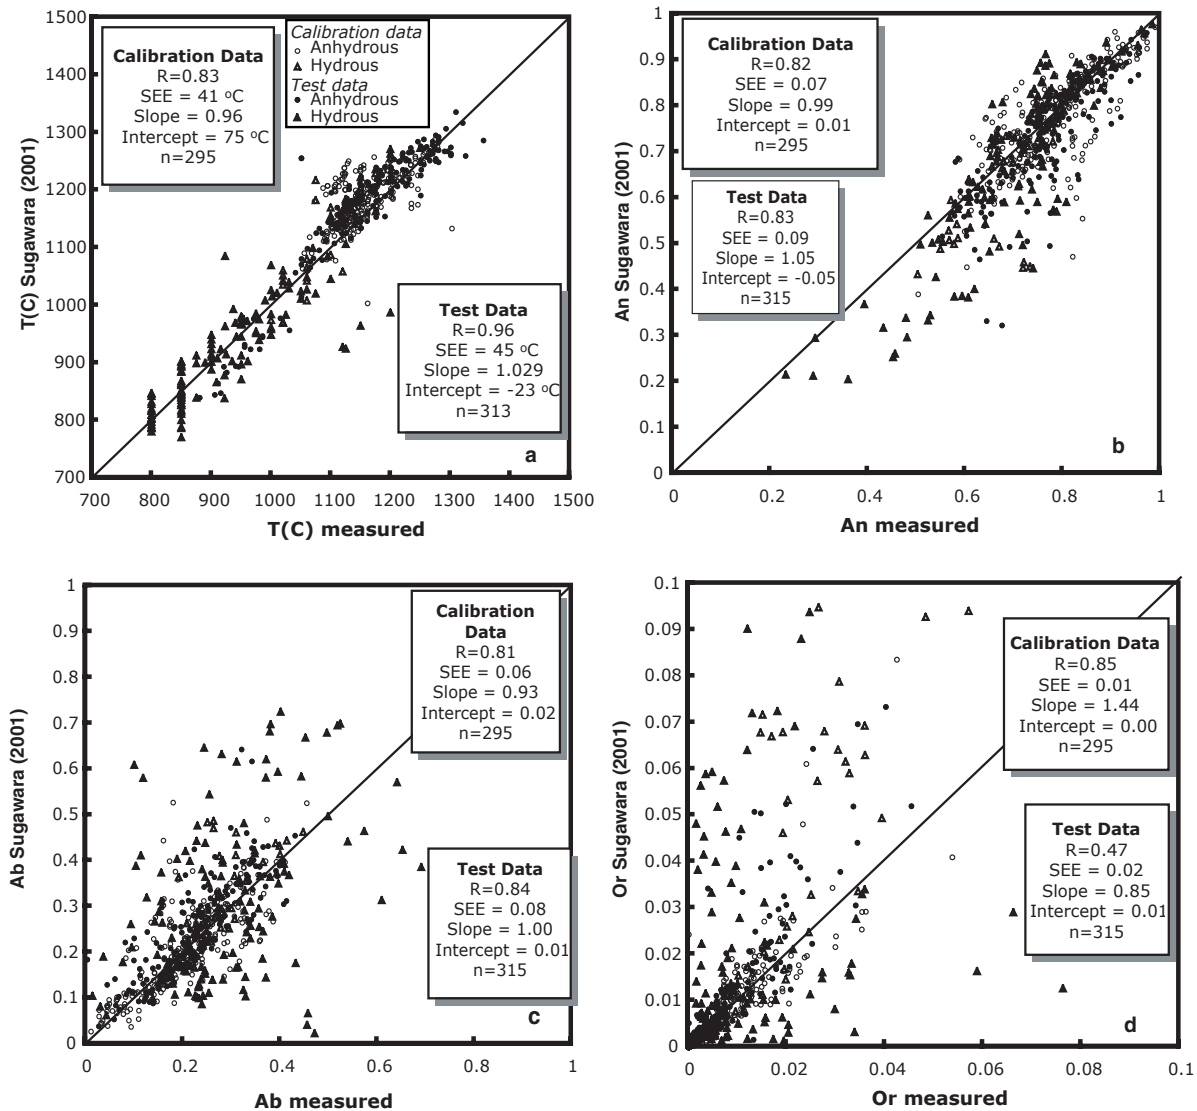 1500
1400
1300
1200
1100
1000
900
800
700
T(C) Sugawara (2001)
Calibration Data
R=0.83
SEE = 41 ºC
Slope = 0.96
Intercept = 75 ºC
n=295
Calibration data
Anhydrous
Hydrous
Test data
Anhydrous
Hydrous
Test Data
R=0.96
SEE = 45 ºC
Slope = 1.029
Intercept = -23 ºC
n=313
a
700 800 900 1000 1100 1200 1300 1400 1500
T(C) measured
1
0.9
0.8
0.7
0.6
0.5
0.4
0.3
0.2
0.1
0
An Sugawara (2001)
Calibration Data
R=0.82
SEE = 0.07
Slope = 0.99
Intercept = 0.01
n=295
Test Data
R=0.83
SEE = 0.09
Slope = 1.05
Intercept = -0.05
n=315
b
0 0.2 0.4 0.6 0.8 1
An measured
1
0.9
0.8
0.7
0.6
0.5
0.4
0.3
0.2
0.1
0
Ab Sugawara (2001)
Calibration
Data
R=0.81
SEE = 0.06
Slope = 0.93
Intercept = 0.02
n=295
Test Data
R=0.84
SEE = 0.08
Slope = 1.00
Intercept = 0.01
n=315
c
0 0.2 0.4 0.6 0.8 1
Ab measured
0.1
0.09
0.08
0.07
0.06
0.05
0.04
0.03
0.02
0.01
0
Or Sugawara (2001)
Calibration Data
R=0.85
SEE = 0.01
Slope = 1.44
Intercept = 0.00
n=295
Test Data
R=0.47
SEE = 0.02
Slope = 0.85
Intercept = 0.01
n=315
d
0 0.02 0.04 0.06 0.08 0.1
Or measured